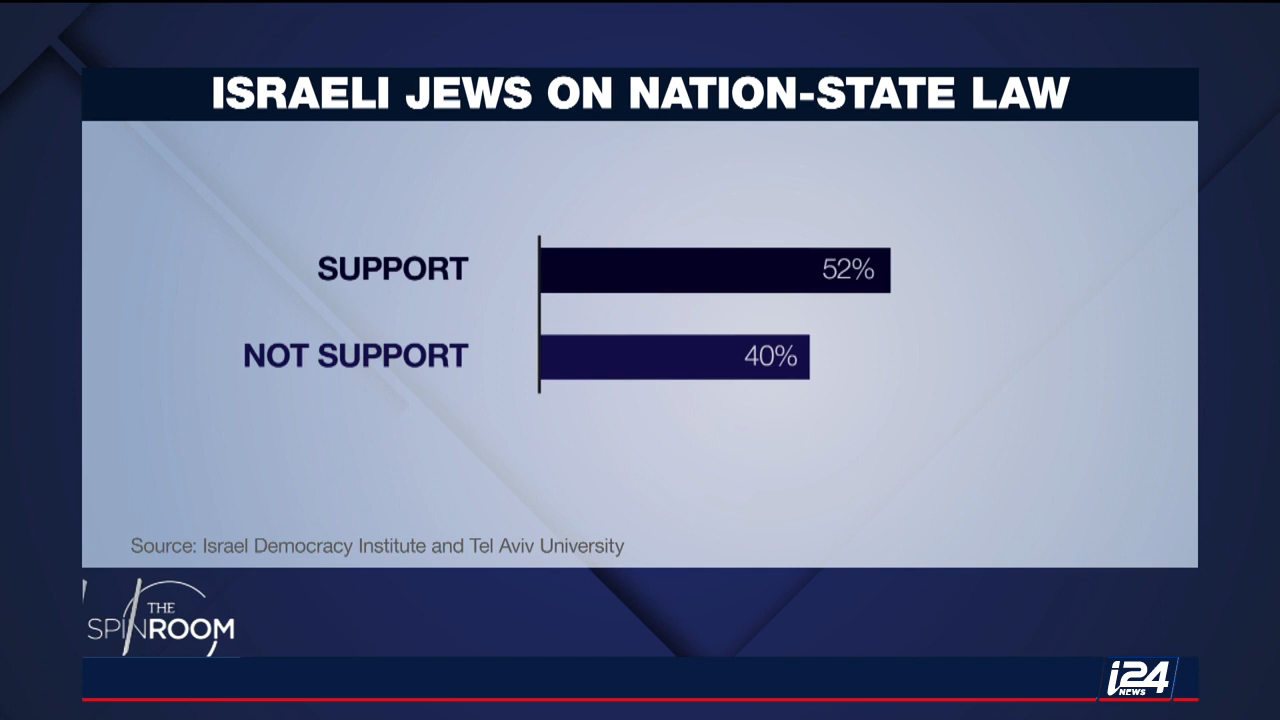 ISRAELI JEWS ON NATION-STATE LAW
SUPPORT 52%
NOT SUPPORT 40%
Source: Israel Democracy Institute and Tel Aviv University
THE
SPINROOM
i24
NEWS